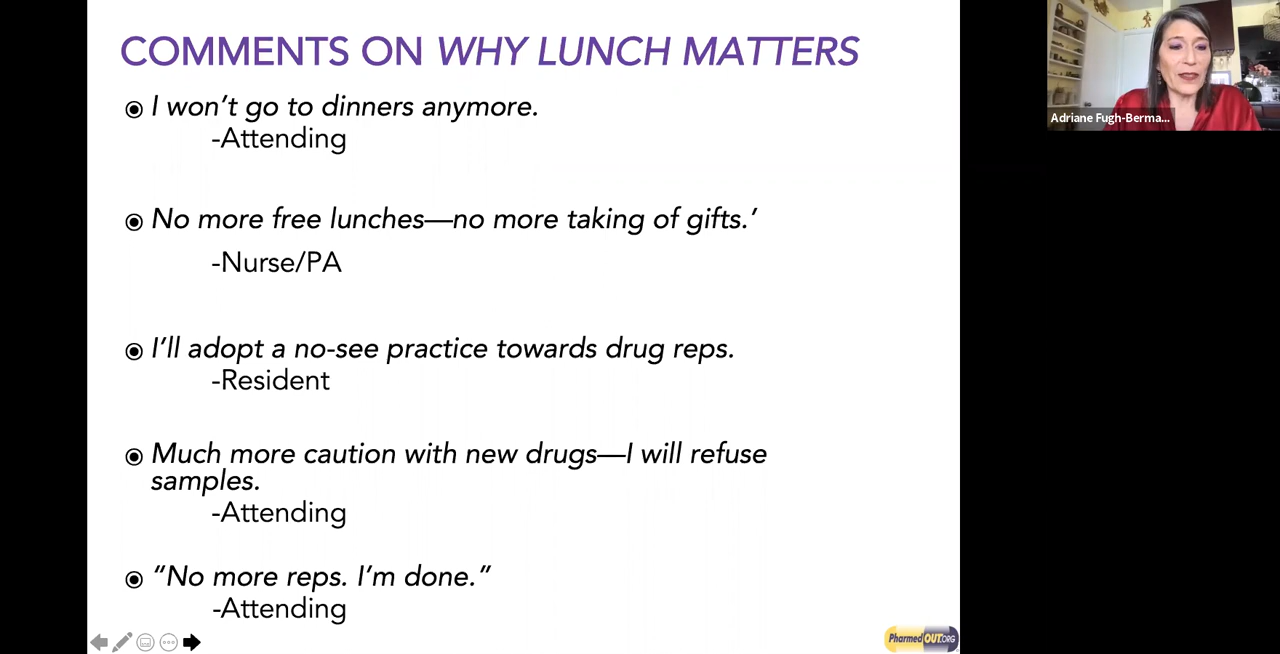 COMMENTS ON WHY LUNCH MATTERS
I won't go to dinners anymore.
-Attending
No more free lunches—no more taking of gifts.'
-Nurse/PA
I'll adopt a no-see practice towards drug reps.
-Resident
Much more caution with new drugs—I will refuse
samples.
-Attending
"No more reps. I'm done."
-Attending
PharmedOUT.ORG
Adriane Fugh-Berma...